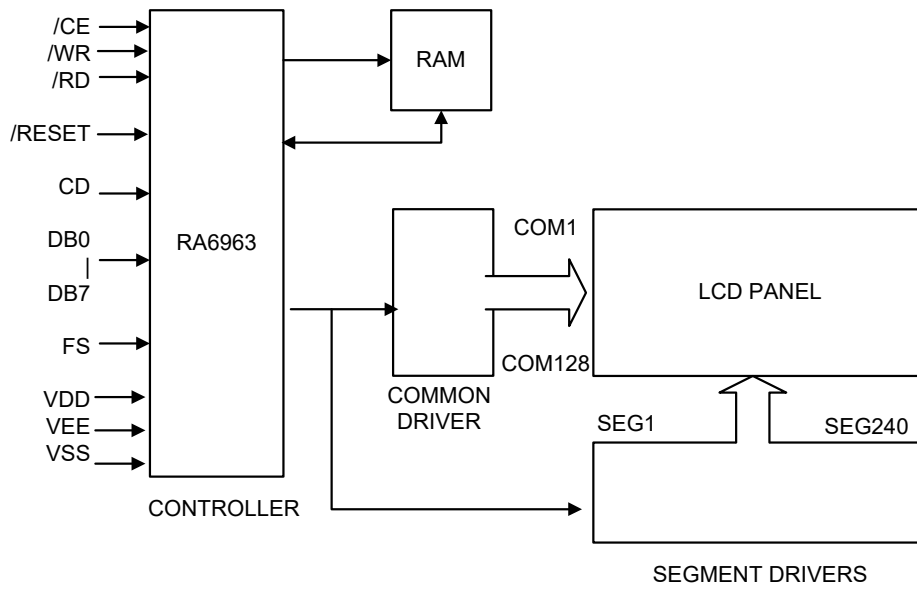 /CE
/WR
/RD
/RESET
CD
DB0
|
DB7
FS
VDD
VEE
VSS
RA6963
CONTROLLER
RAM
COMMON
DRIVER
COM1
COM128
LCD PANEL
SEG1
SEG240
SEGMENT DRIVERS